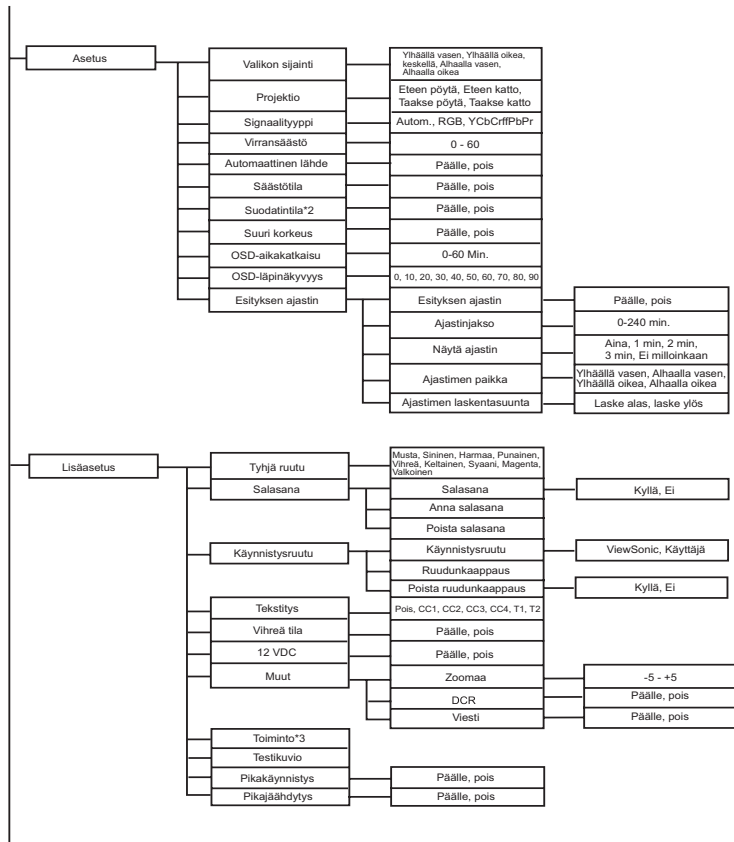 Asetus
Valikon sijainti
Ylhäällä vasen, Ylhäällä oikea,
keskellä, Alhaalla vasen,
Alhaalla oikea
Projektio
Eteen pöytä, Eteen katto,
Taakse pöytä, Taakse katto
Signaalityyppi
Autom., RGB, YCbCrffPbPr
Virransäästö
0 - 60
Automaattinen lähde
Päälle, pois
Säästötila
Päälle, pois
Suodatintila*2
Päälle, pois
Suuri korkeus
Päälle, pois
OSD-aikakatkaisu
0-60 Min.
OSD-läpinäkyvyys
0, 10, 20, 30, 40, 50, 60, 70, 80, 90
Esityksen ajastin
Esityksen ajastin
Päälle, pois
Ajastinjakso
0-240 min.
Näytä ajastin
Aina, 1 min, 2 min,
3 min, Ei milloinkaan
Ajastimen paikka
Ylhäällä vasen, Alhaalla vasen,
Ylhäällä oikea, Alhaalla oikea
Ajastimen laskentasuunta
Laske alas, laske ylös
Lisäasetus
Tyhjä ruutu
Musta, Sininen, Harmaa, Punainen,
Vihreä, Keltainen, Syaani, Magenta,
Valkoinen
Salasana
Salasana
Kyllä, Ei
Anna salasana
Poista salasana
Käynnistysruutu
Käynnistysruutu
ViewSonic, Käyttäjä
Ruudunkaappaus
Poista ruudunkaappaus
Kyllä, Ei
Tekstitys
Pois, CC1, CC2, CC3, CC4, T1, T2
Vihreä tila
Päälle, pois
12 VDC
Päälle, pois
Muut
Zoomaa
-5 - +5
DCR
Päälle, pois
Viesti
Päälle, pois
Toiminto*3
Testikuvio
Pikakäynnistys
Päälle, pois
Pikajäähdytys
Päälle, pois